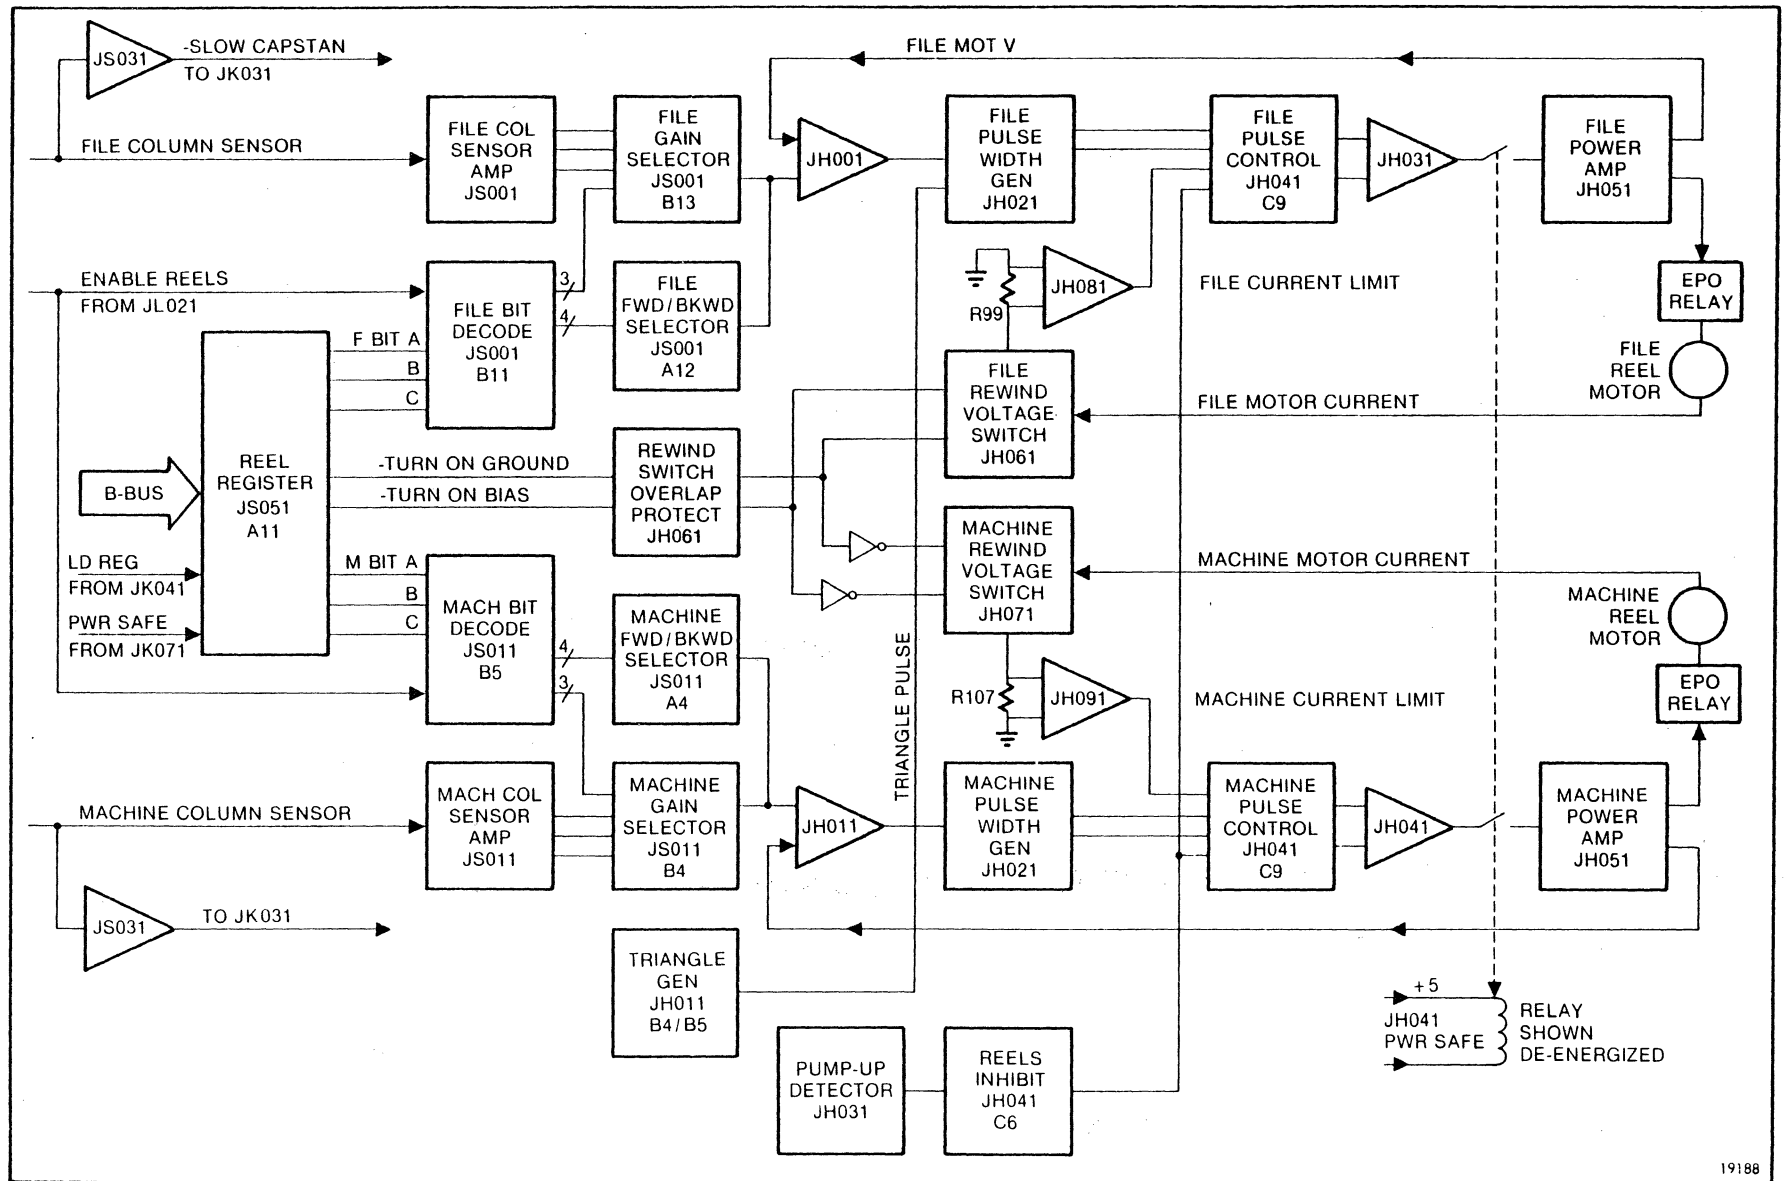 JS031
-SLOW CAPSTAN
TO JK031
FILE MOT V
FILE COLUMN SENSOR
FILE COL
SENSOR
AMP
JS001
FILE
GAIN
SELECTOR
JS001
B13
JH001
FILE
PULSE
WIDTH
GEN
JH021
FILE
PULSE
CONTROL
JH041
C9
JH031
FILE
POWER
AMP
JH051
ENABLE REELS
FROM JL021
FILE BIT
DECODE
JS001
B11
3
4
FILE
FWD/BKWD
SELECTOR
JS001
A12
R99
JH081
FILE CURRENT LIMIT
EPO
RELAY
FILE
REEL
MOTOR
F BIT A
B
C
REEL
REGISTER
JS051
A11
B-BUS
-TURN ON GROUND
-TURN ON BIAS
REWIND
SWITCH
OVERLAP
PROTECT
JH061
FILE
REWIND
VOLTAGE
SWITCH
JH061
FILE MOTOR CURRENT
MACHINE
REWIND
VOLTAGE
SWITCH
JH071
MACHINE MOTOR CURRENT
MACHINE
REEL
MOTOR
LD REG
FROM JK041
PWR SAFE
FROM JK071
M BIT A
B
C
MACH BIT
DECODE
JS011
B5
4
3
MACHINE
FWD/BKWD
SELECTOR
JS011
A4
TRIANGLE PULSE
R107
JH091
MACHINE CURRENT LIMIT
EPO
RELAY
MACHINE COLUMN SENSOR
MACH COL
SENSOR
AMP
JS011
MACHINE
GAIN
SELECTOR
JS011
B4
JH011
MACHINE
PULSE
WIDTH
GEN
JH021
MACHINE
PULSE
CONTROL
JH041
C9
JH041
MACHINE
POWER
AMP
JH051
JS031
TO JK031
TRIANGLE
GEN
JH011
B4/B5
PUMP-UP
DETECTOR
JH031
REELS
INHIBIT
JH041
C6
+5
JH041
PWR SAFE
RELAY
SHOWN
DE-ENERGIZED
19188